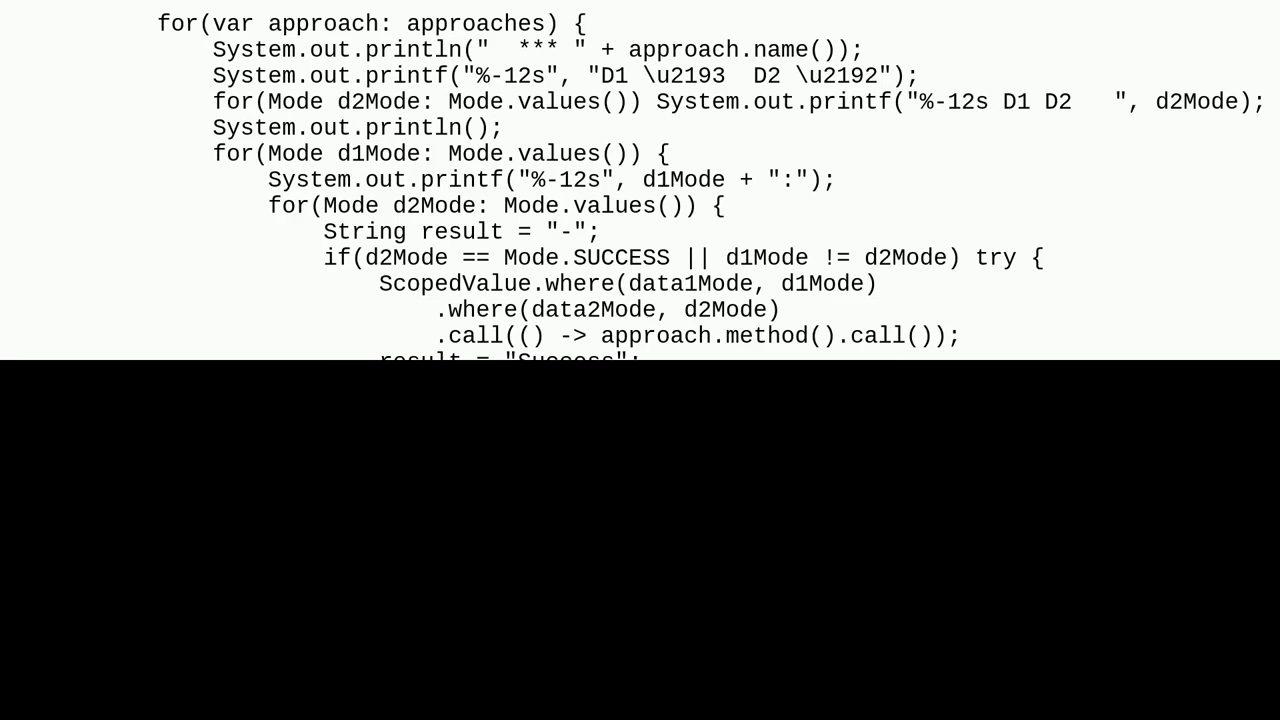 for(var approach: approaches) {
    System.out.println("  *** " + approach.name());
    System.out.printf("%-12s", "D1 \u2193  D2 \u2192");
    for(Mode d2Mode: Mode.values()) System.out.printf("%-12s D1 D2   ", d2Mode);
    System.out.println();
    for(Mode d1Mode: Mode.values()) {
        System.out.printf("%-12s", d1Mode + ":");
        for(Mode d2Mode: Mode.values()) {
            String result = "-";
            if(d2Mode == Mode.SUCCESS || d1Mode != d2Mode) try {
                ScopedValue.where(data1Mode, d1Mode)
                    .where(data2Mode, d2Mode)
                    .call(() -> approach.method().call());
                result = "Success";